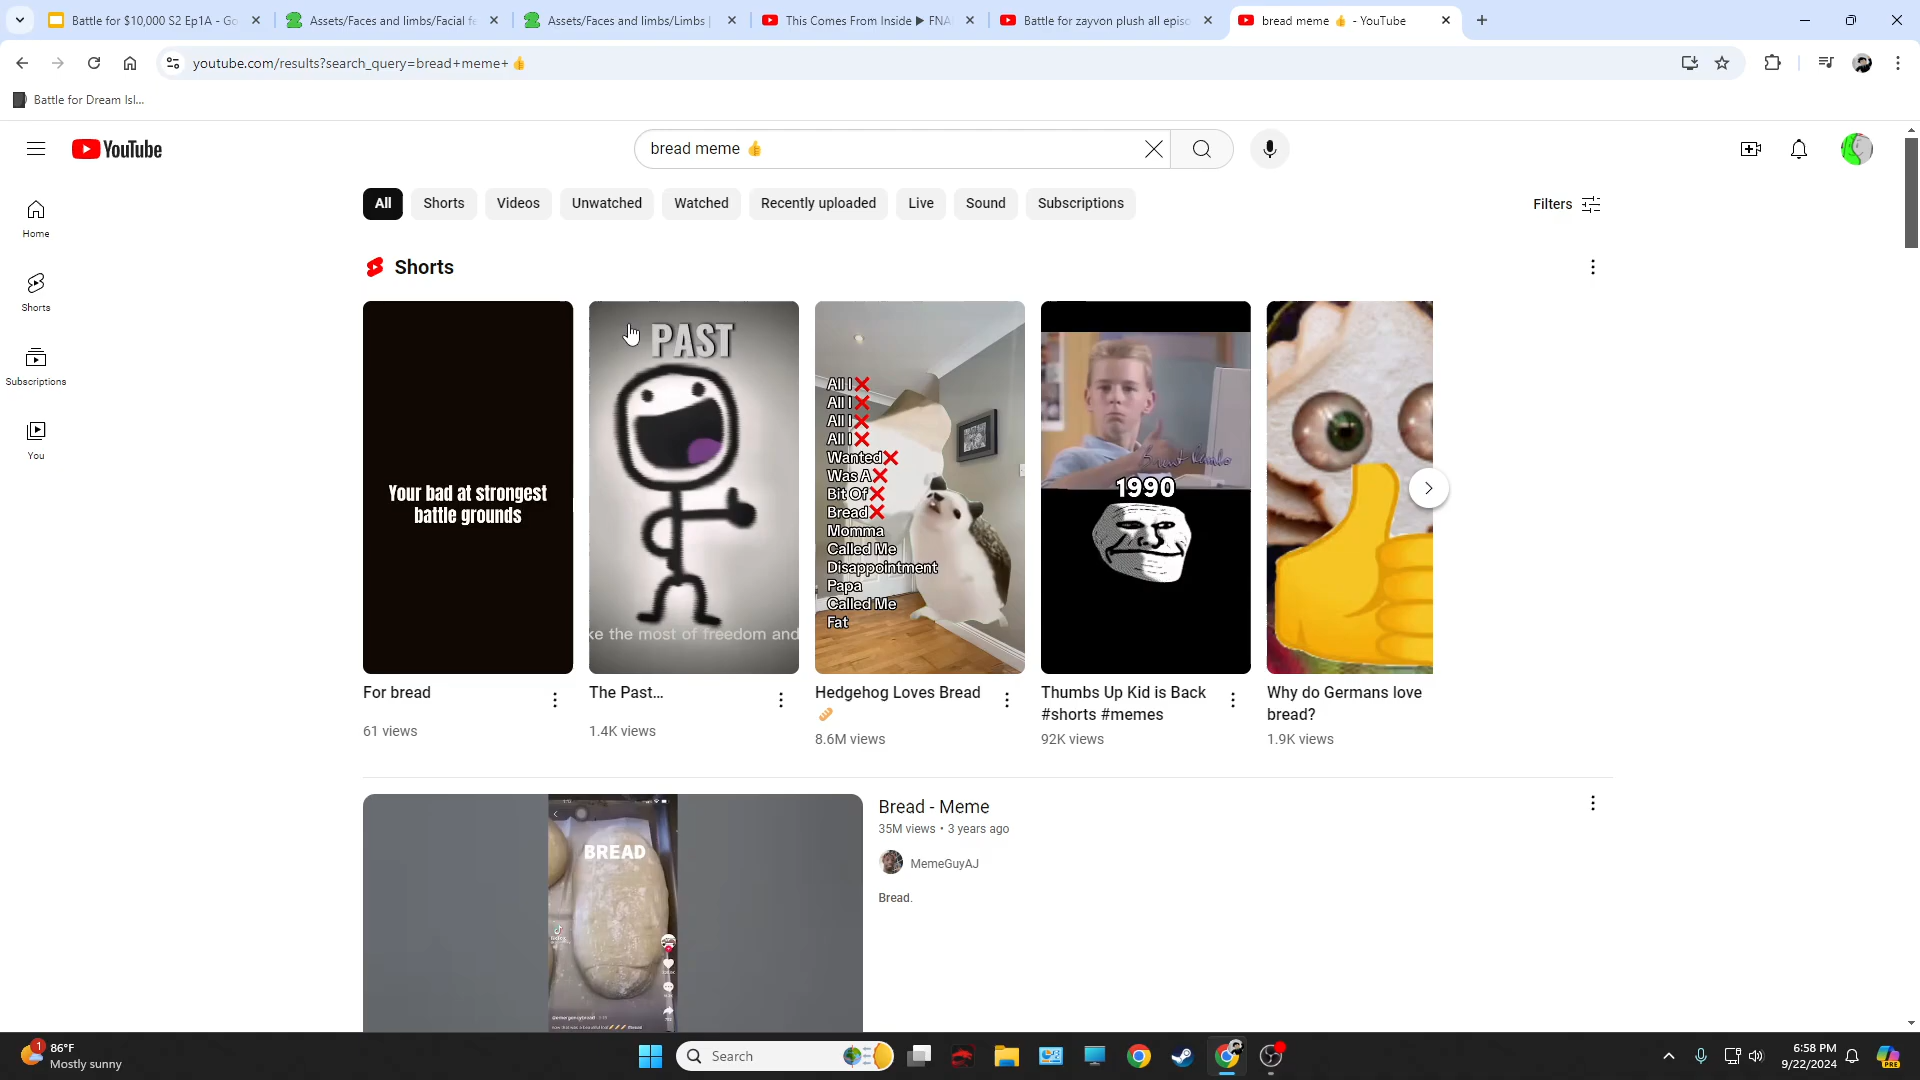 Battle for $10,000 S2 Ep1A - Go
Assets/Faces and limbs/Facial fe
Assets/Faces and limbs/Limbs |
This Comes From Inside ▶ FNA
Battle for zayvon plush all episo
bread meme 👍 - YouTube
youtube.com/results?search_query=bread+meme+👍
Battle for Dream Isl...
YouTube
bread meme 👍
All
Shorts
Videos
Unwatched
Watched
Recently uploaded
Live
Sound
Subscriptions
Filters
Home
Shorts
Subscriptions
You
Shorts
Your bad at strongest
battle grounds
PAST
ke the most of freedom and
All I❌
All I❌
All I❌
All I❌
Wanted❌
Was A❌
Bit Of❌
Bread❌
Momma
Called Me
Disappointment
Papa
Called Me
Fat
1990
For bread
61 views
The Past...
1.4K views
Hedgehog Loves Bread
🥖
8.6M views
Thumbs Up Kid is Back
#shorts #memes
92K views
Why do Germans love
bread?
1.9K views
BREAD
Bread - Meme
35M views • 3 years ago
MemeGuyAJ
Bread.
1
86°F
Mostly sunny
Search
6:58 PM
9/22/2024
PRE